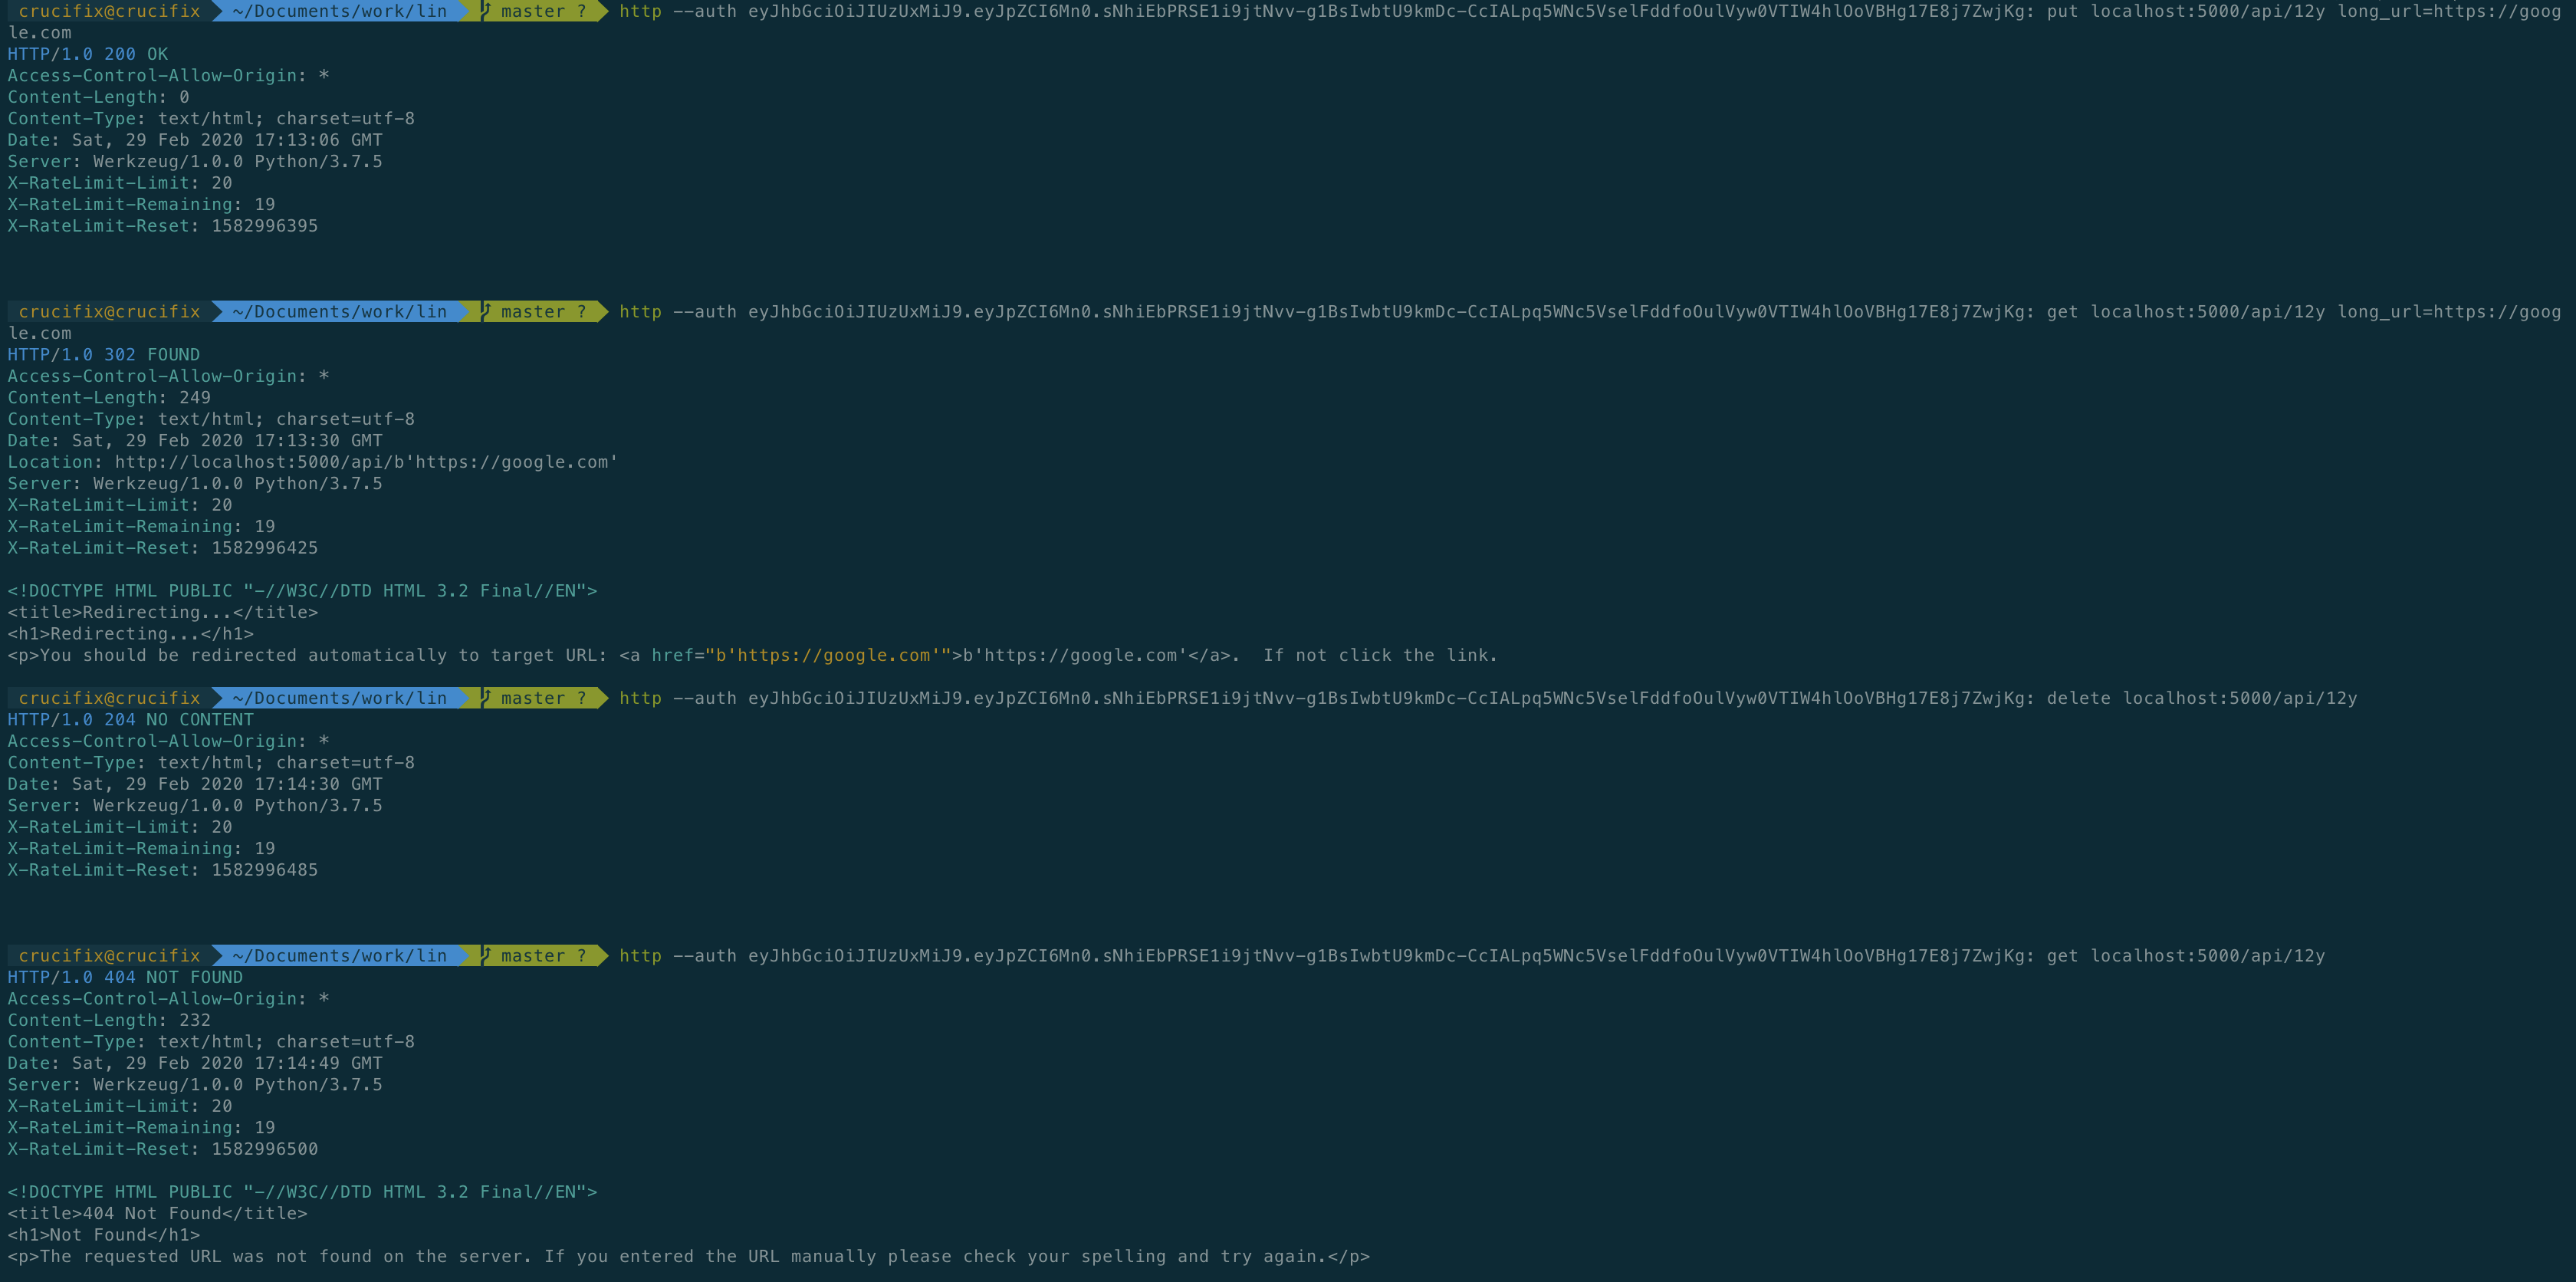 crucifix@crucifix ~/Documents/work/lin master ? http --auth eyJhbGciOiJIUzUxMiJ9.eyJpZCI6Mn0.sNhiEbPRSE1i9jtNvv-g1BsIwbtU9kmDc-CcIALpq5WNc5VselFddfoOulVyw0VTIW4hlOoVBHg17E8j7ZwjKg: put localhost:5000/api/12y long_url=https://goog
le.com
HTTP/1.0 200 OK
Access-Control-Allow-Origin: *
Content-Length: 0
Content-Type: text/html; charset=utf-8
Date: Sat, 29 Feb 2020 17:13:06 GMT
Server: Werkzeug/1.0.0 Python/3.7.5
X-RateLimit-Limit: 20
X-RateLimit-Remaining: 19
X-RateLimit-Reset: 1582996395
crucifix@crucifix ~/Documents/work/lin master ? http --auth eyJhbGciOiJIUzUxMiJ9.eyJpZCI6Mn0.sNhiEbPRSE1i9jtNvv-g1BsIwbtU9kmDc-CcIALpq5WNc5VselFddfoOulVyw0VTIW4hlOoVBHg17E8j7ZwjKg: get localhost:5000/api/12y long_url=https://goog
le.com
HTTP/1.0 302 FOUND
Access-Control-Allow-Origin: *
Content-Length: 249
Content-Type: text/html; charset=utf-8
Date: Sat, 29 Feb 2020 17:13:30 GMT
Location: http://localhost:5000/api/b'https://google.com'
Server: Werkzeug/1.0.0 Python/3.7.5
X-RateLimit-Limit: 20
X-RateLimit-Remaining: 19
X-RateLimit-Reset: 1582996425
<!DOCTYPE HTML PUBLIC "-//W3C//DTD HTML 3.2 Final//EN">
<title>Redirecting...</title>
<h1>Redirecting...</h1>
<p>You should be redirected automatically to target URL: <a href="b'https://google.com'">b'https://google.com'</a>.  If not click the link.
crucifix@crucifix ~/Documents/work/lin master ? http --auth eyJhbGciOiJIUzUxMiJ9.eyJpZCI6Mn0.sNhiEbPRSE1i9jtNvv-g1BsIwbtU9kmDc-CcIALpq5WNc5VselFddfoOulVyw0VTIW4hlOoVBHg17E8j7ZwjKg: delete localhost:5000/api/12y
HTTP/1.0 204 NO CONTENT
Access-Control-Allow-Origin: *
Content-Type: text/html; charset=utf-8
Date: Sat, 29 Feb 2020 17:14:30 GMT
Server: Werkzeug/1.0.0 Python/3.7.5
X-RateLimit-Limit: 20
X-RateLimit-Remaining: 19
X-RateLimit-Reset: 1582996485
crucifix@crucifix ~/Documents/work/lin master ? http --auth eyJhbGciOiJIUzUxMiJ9.eyJpZCI6Mn0.sNhiEbPRSE1i9jtNvv-g1BsIwbtU9kmDc-CcIALpq5WNc5VselFddfoOulVyw0VTIW4hlOoVBHg17E8j7ZwjKg: get localhost:5000/api/12y
HTTP/1.0 404 NOT FOUND
Access-Control-Allow-Origin: *
Content-Length: 232
Content-Type: text/html; charset=utf-8
Date: Sat, 29 Feb 2020 17:14:49 GMT
Server: Werkzeug/1.0.0 Python/3.7.5
X-RateLimit-Limit: 20
X-RateLimit-Remaining: 19
X-RateLimit-Reset: 1582996500
<!DOCTYPE HTML PUBLIC "-//W3C//DTD HTML 3.2 Final//EN">
<title>404 Not Found</title>
<h1>Not Found</h1>
<p>The requested URL was not found on the server. If you entered the URL manually please check your spelling and try again.</p>